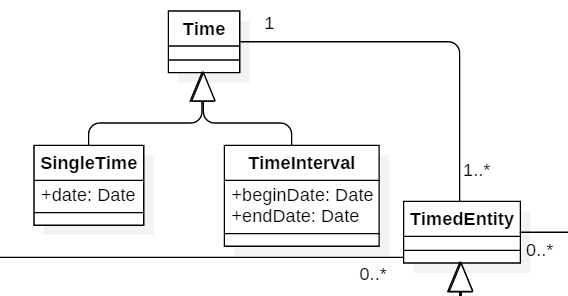 Time
1
SingleTime
+date: Date
TimeInterval
+beginDate: Date
+endDate: Date
1..*
TimedEntity
0..*
0..*